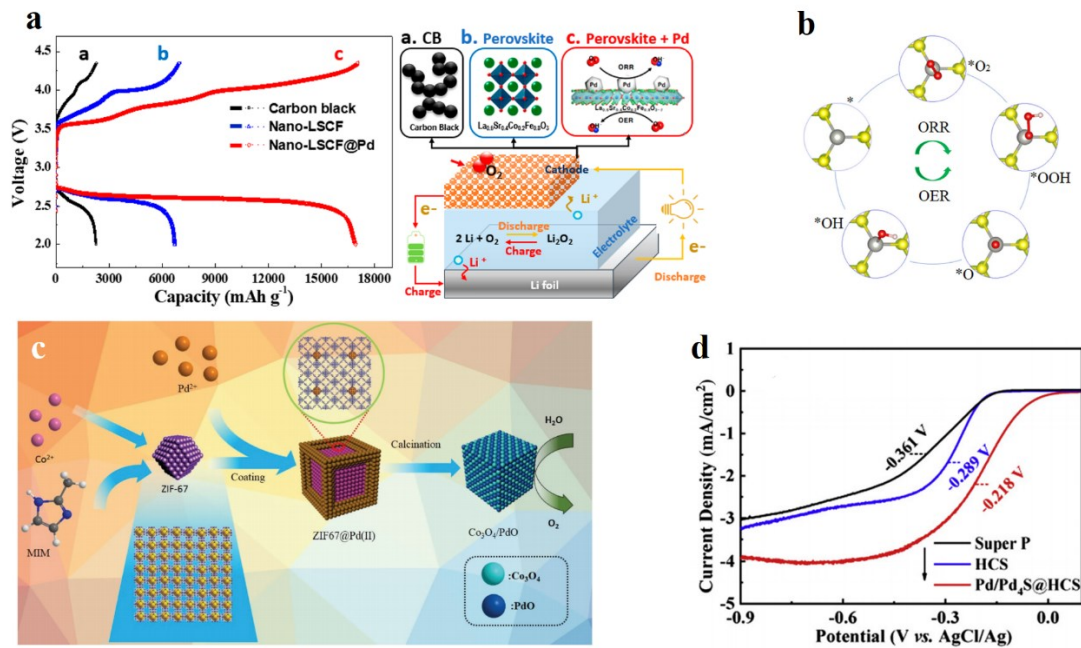 a
a b c
Carbon black
Nano-LSCF
Nano-LSCF@Pd
Voltage (V)
4.5
4.0
3.5
3.0
2.5
2.0
0 3000 6000 9000 12000 15000 18000
Capacity (mAh g⁻¹)
a. CB
Carbon Black
b. Perovskite
c. Perovskite + Pd
ORR
Pd Pd Pd
OER
O₂
Cathode
Li⁺
e-
Discharge
2 Li + O₂ Li₂O₂
Charge
Electrolyte
Li⁺
e-
Charge
Li foil
Discharge
b
*O₂
*
ORR
OER
*OOH
*OH
*O
c
Pd²⁺
Co²⁺
MIM
ZIF-67
Coating
ZIF67@Pd(II)
Calcination
H₂O
O₂
Co₃O₄/PdO
:Co₃O₄
:PdO
d
Current Density (mA/cm²)
1
0
-1
-2
-3
-4
-5
-0.361 V
-0.289 V
-0.218 V
Super P
HCS
Pd/Pd₄S@HCS
-0.9 -0.6 -0.3 0.0
Potential (V vs. AgCl/Ag)